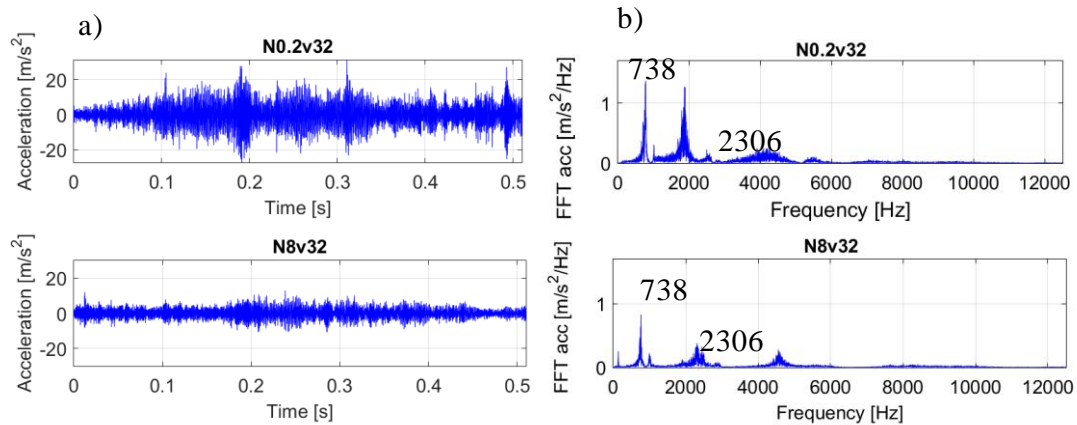 a)
N0.2v32
Acceleration [m/s²]
20
0
-20
0 0.1 0.2 0.3 0.4 0.5
Time [s]
N8v32
Acceleration [m/s²]
20
0
-20
0 0.1 0.2 0.3 0.4 0.5
Time [s]
b)
N0.2v32
738
2306
FFT acc [m/s²/Hz]
1
0
0 2000 4000 6000 8000 10000 12000
Frequency [Hz]
N8v32
738
2306
FFT acc [m/s²/Hz]
1
0
0 2000 4000 6000 8000 10000 12000
Frequency [Hz]